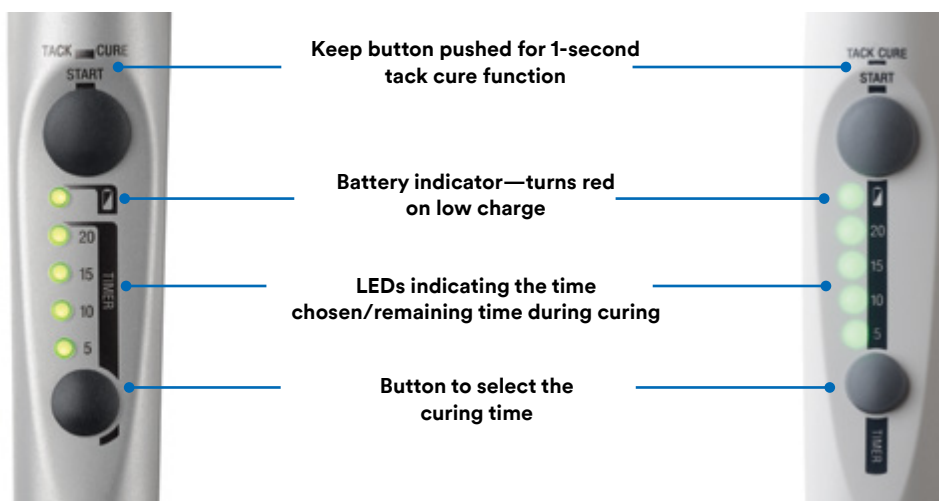 TACK CURE
START
20
15
10
5
TIMER
Keep button pushed for 1-second
tack cure function
Battery indicator—turns red
on low charge
LEDs indicating the time
chosen/remaining time during curing
Button to select the
curing time
TACK CURE
START
20
15
10
5
TIMER